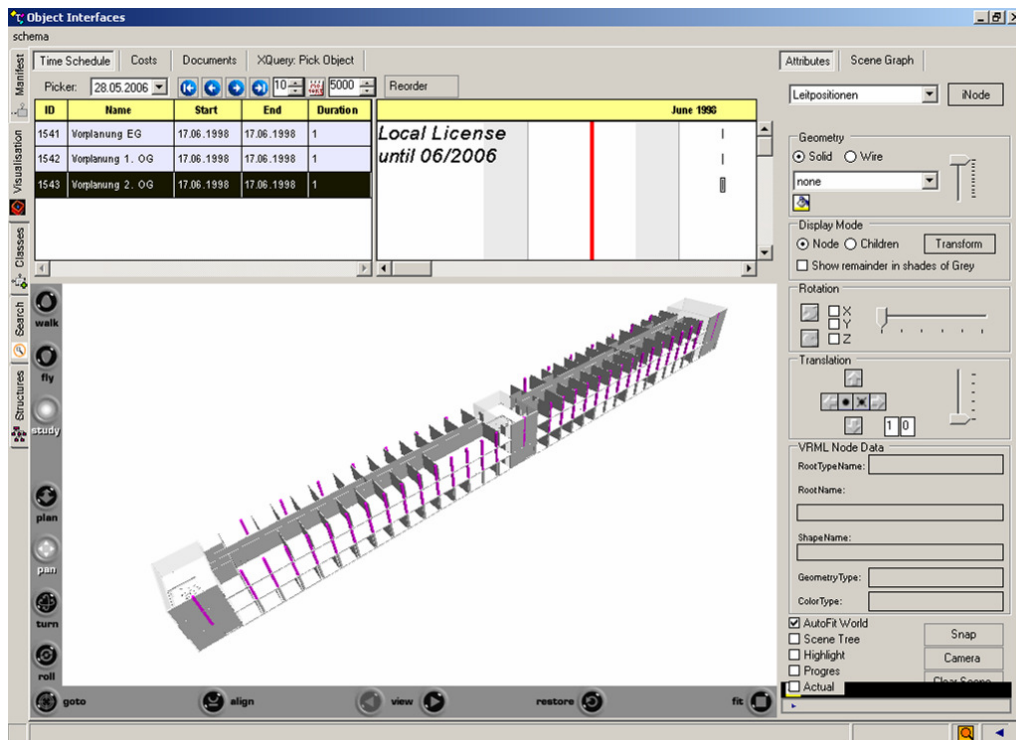 Object Interfaces
schema
Manifest
Visualisation
Classes
Search
Structures
Time Schedule Costs Documents XQuery: Pick Object
Picker: 28.05.2006 10 5000 Reorder
ID Name Start End Duration
1541 Vorplanung EG 17.06.1998 17.06.1998 1
1542 Vorplanung 1. OG 17.06.1998 17.06.1998 1
1543 Vorplanung 2. OG 17.06.1998 17.06.1998 1
June 1998
Local License
until 06/2006
walk
fly
study
plan
pan
turn
roll
goto align view restore fit
Attributes Scene Graph
Leitpositionen iNode
Geometry
Solid Wire
none
Display Mode
Node Children Transform
Show remainder in shades of Grey
Rotation
X
Y
Z
Translation
1 0
VRML Node Data
RootTypeName:
RootName:
ShapeName:
GeometryType:
ColorType:
AutoFit World
Scene Tree
Highlight
Progres
Actual
Snap
Camera
Clear Scene